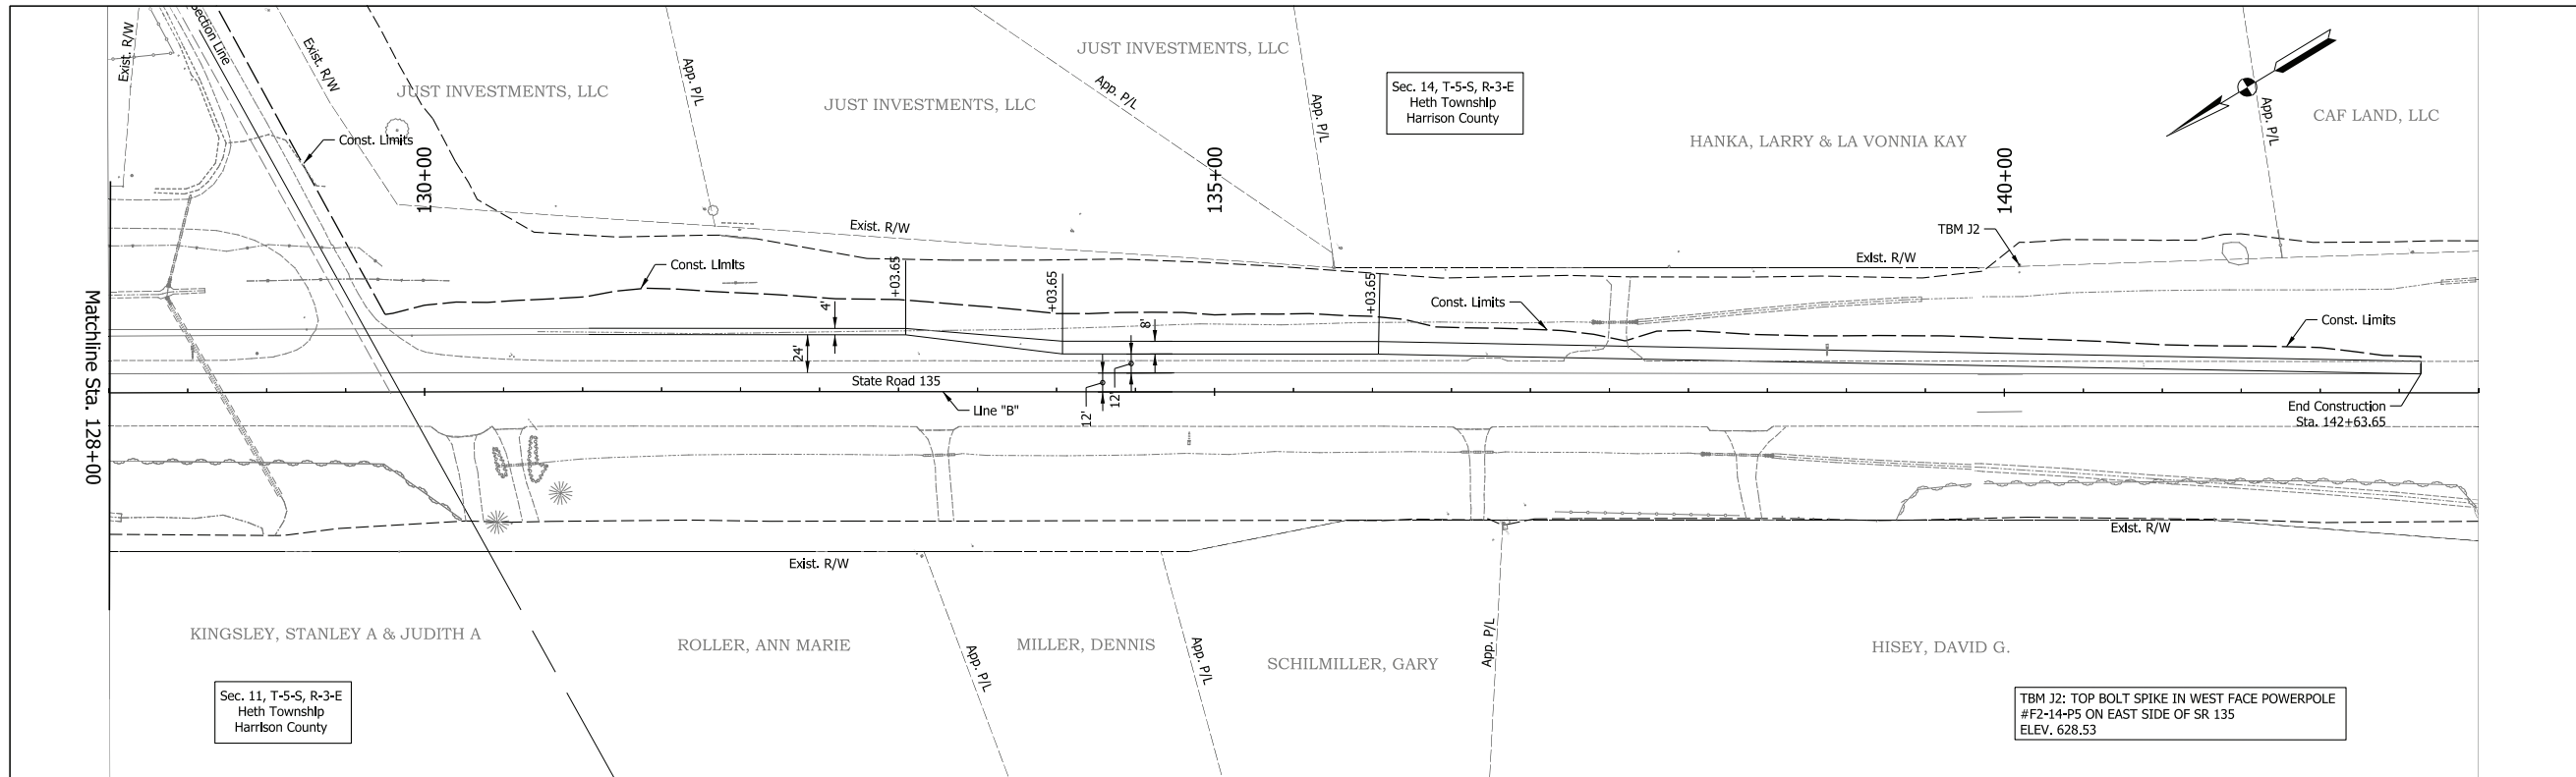 Exist. R/W
Section Line
Exist. R/W
Const. Limits
JUST INVESTMENTS, LLC
130+00
App. P/L
JUST INVESTMENTS, LLC
JUST INVESTMENTS, LLC
App. P/L
135+00
App. P/L
Sec. 14, T-5-S, R-3-E
Heth Township
Harrison County
HANKA, LARRY & LA VONNIA KAY
140+00
App. P/L
CAF LAND, LLC
TBM J2
Exist. R/W
Exist. R/W
Const. Limits
+03.65
+03.65
+03.65
Const. Limits
Const. Limits
4'
24'
8'
12'
12'
State Road 135
Line "B"
Matchline Sta. 128+00
End Construction
Sta. 142+63.65
Exist. R/W
Exist. R/W
KINGSLEY, STANLEY A & JUDITH A
ROLLER, ANN MARIE
App. P/L
MILLER, DENNIS
App. P/L
SCHILMILLER, GARY
App. P/L
HISEY, DAVID G.
Sec. 11, T-5-S, R-3-E
Heth Township
Harrison County
TBM J2: TOP BOLT SPIKE IN WEST FACE POWERPOLE
#F2-14-P5 ON EAST SIDE OF SR 135
ELEV. 628.53